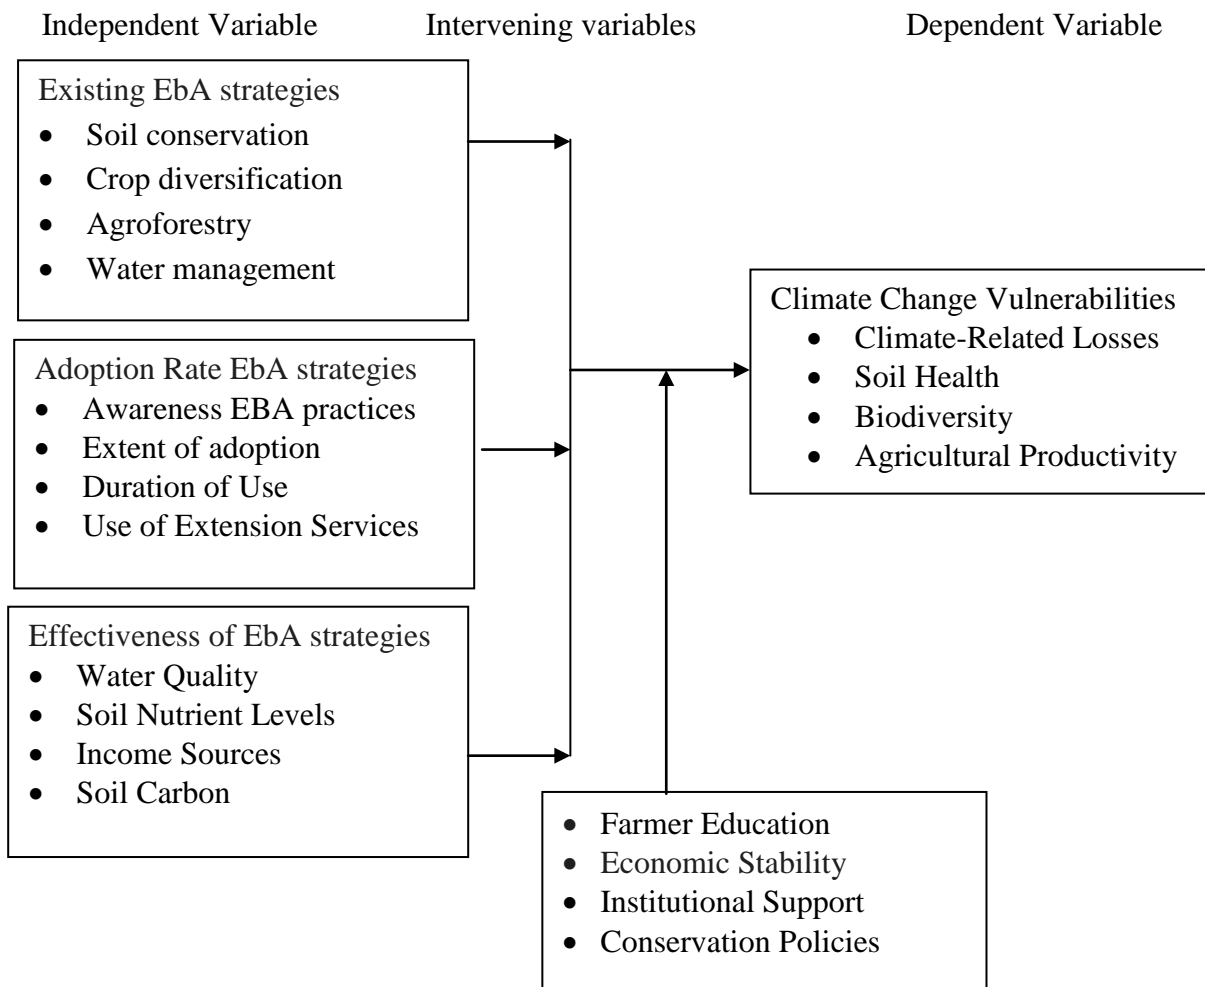 Independent Variable
Intervening variables
Dependent Variable
Existing EbA strategies
• Soil conservation
• Crop diversification
• Agroforestry
• Water management
Adoption Rate EbA strategies
• Awareness EBA practices
• Extent of adoption
• Duration of Use
• Use of Extension Services
Effectiveness of EbA strategies
• Water Quality
• Soil Nutrient Levels
• Income Sources
• Soil Carbon
• Farmer Education
• Economic Stability
• Institutional Support
• Conservation Policies
Climate Change Vulnerabilities
• Climate-Related Losses
• Soil Health
• Biodiversity
• Agricultural Productivity